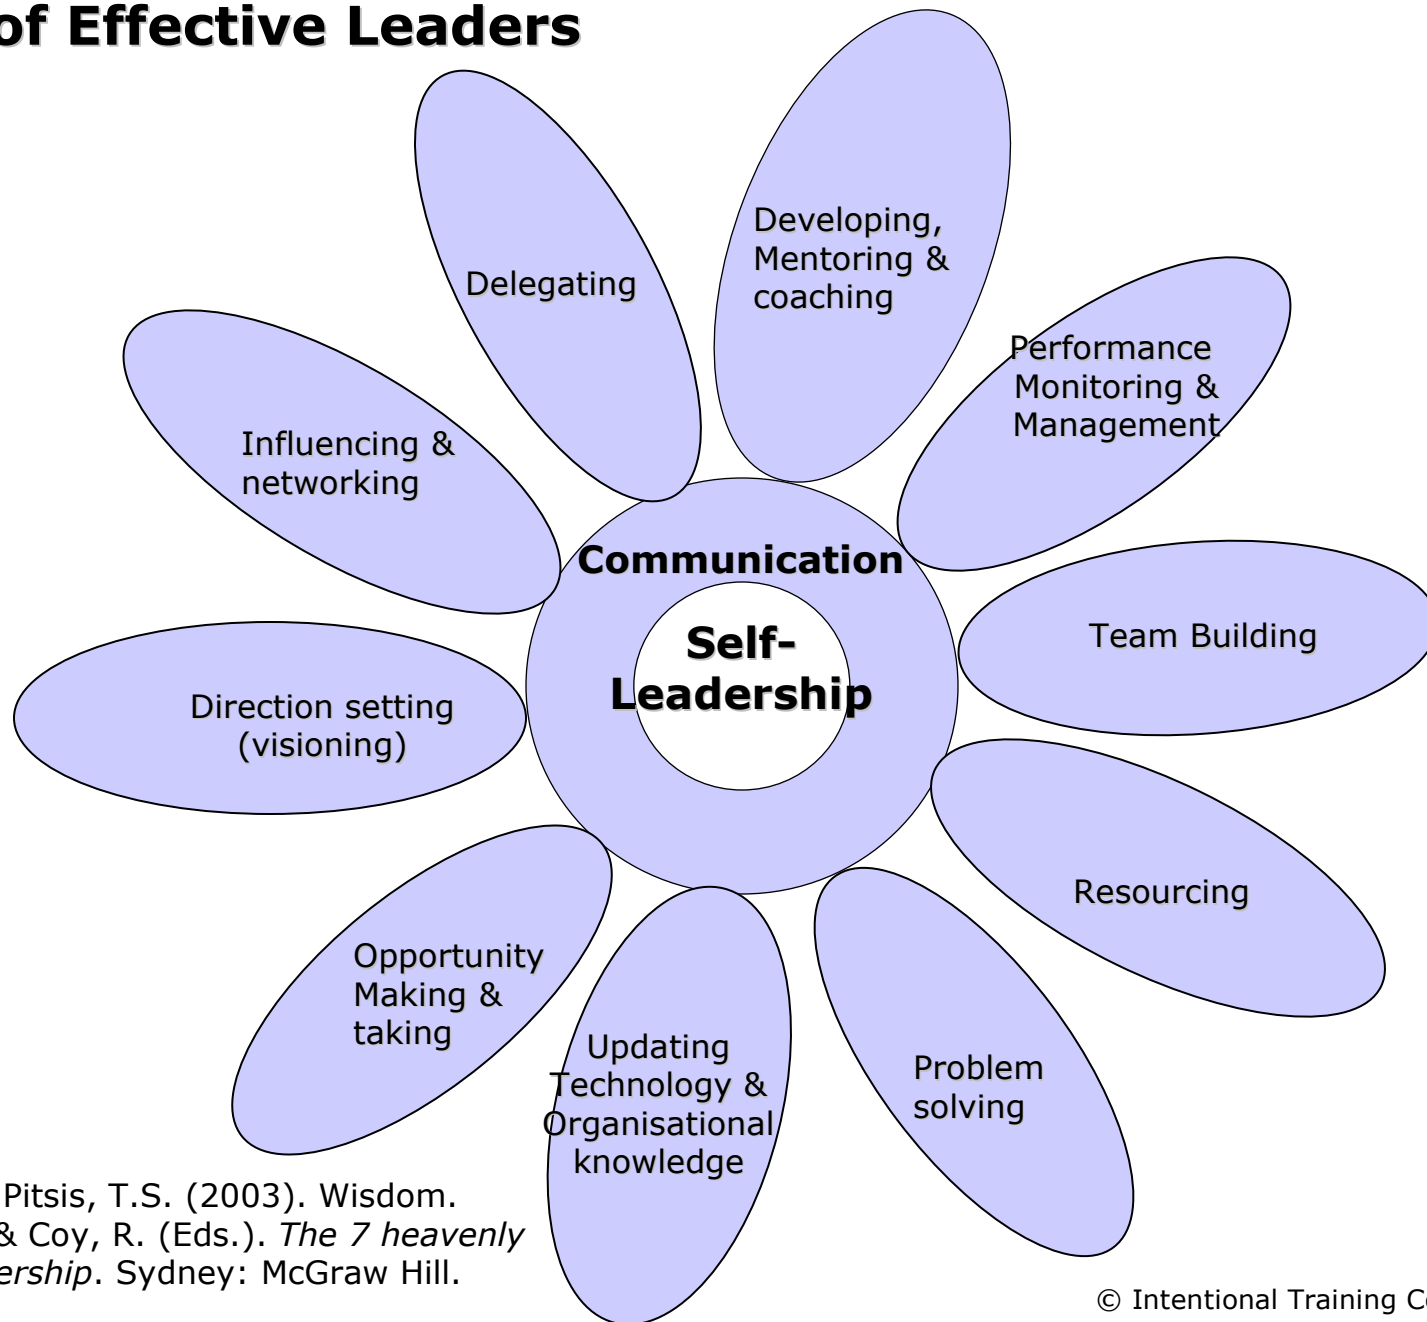 of Effective Leaders
Developing,
Mentoring &
coaching
Delegating
Performance
Monitoring &
Management
Influencing &
networking
Communication
Self-
Leadership
Team Building
Direction setting
(visioning)
Resourcing
Opportunity
Making &
taking
Updating
Technology &
Organisational
knowledge
Problem
solving
Pitsis, T.S. (2003). Wisdom.
& Coy, R. (Eds.). The 7 heavenly
ership. Sydney: McGraw Hill.
© Intentional Training